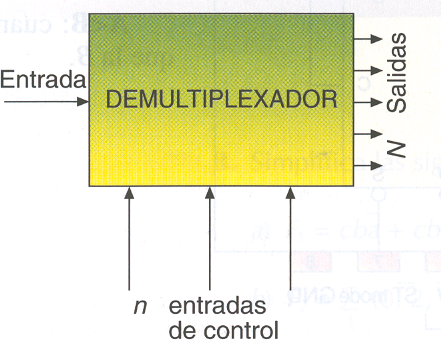 Entrada
DEMULTIPLEXADOR
N Salidas
n entradas
de control